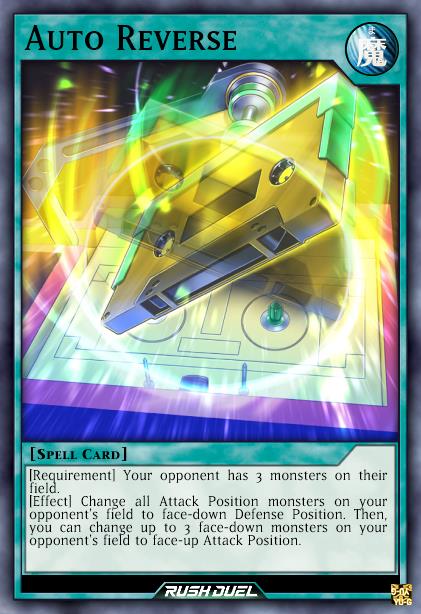 Auto Reverse
ま
魔
[Spell Card]
[Requirement] Your opponent has 3 monsters on their
field.
[Effect] Change all Attack Position monsters on your
opponent's field to face-down Defense Position. Then,
you can change up to 3 face-down monsters on your
opponent's field to face-up Attack Position.
RUSH DUEL